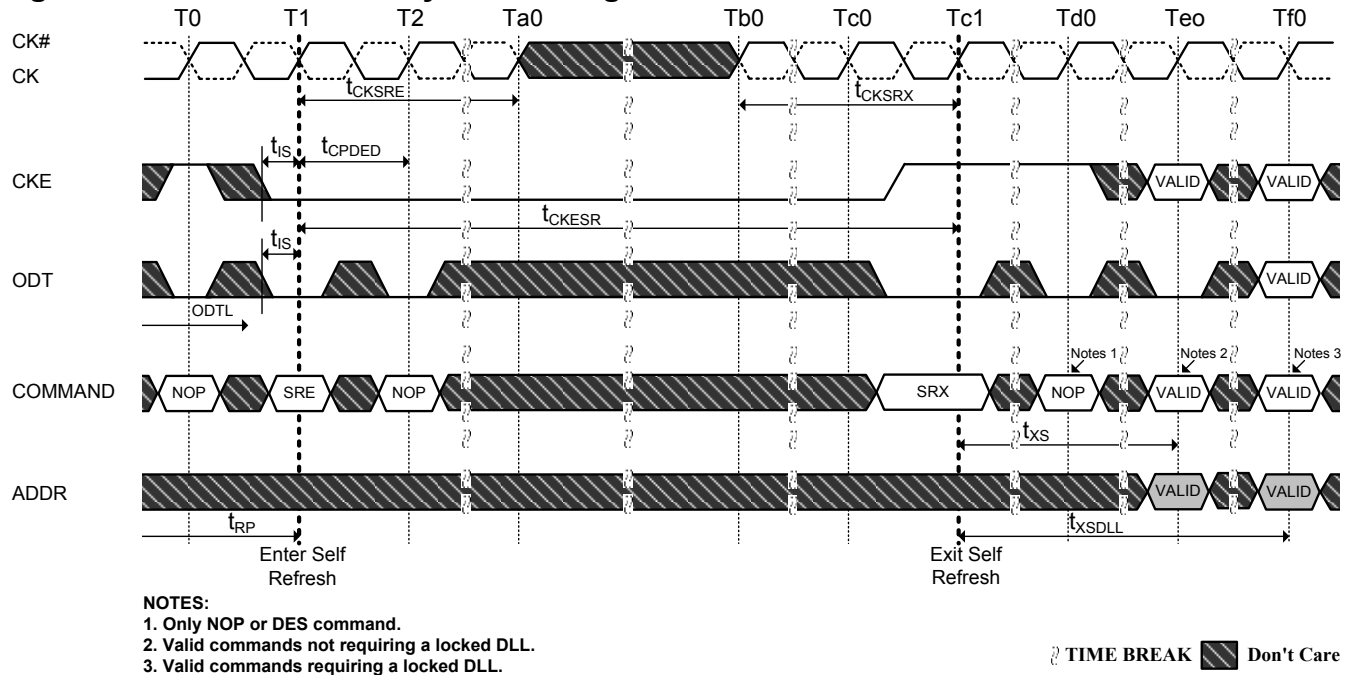 T0 T1 T2 Ta0 Tb0 Tc0 Tc1 Td0 Teo Tf0
CK#
CK
tCKSRE tCKSRX
tIS tCPDED
CKE VALID VALID
tCKESR
tIS
ODT VALID
ODTL
Notes 1 Notes 2 Notes 3
COMMAND NOP SRE NOP SRX NOP VALID VALID
tXS
ADDR VALID VALID
tRP tXSDLL
Enter Self Exit Self
Refresh Refresh
NOTES:
1. Only NOP or DES command.
2. Valid commands not requiring a locked DLL.
3. Valid commands requiring a locked DLL.
TIME BREAK Don't Care